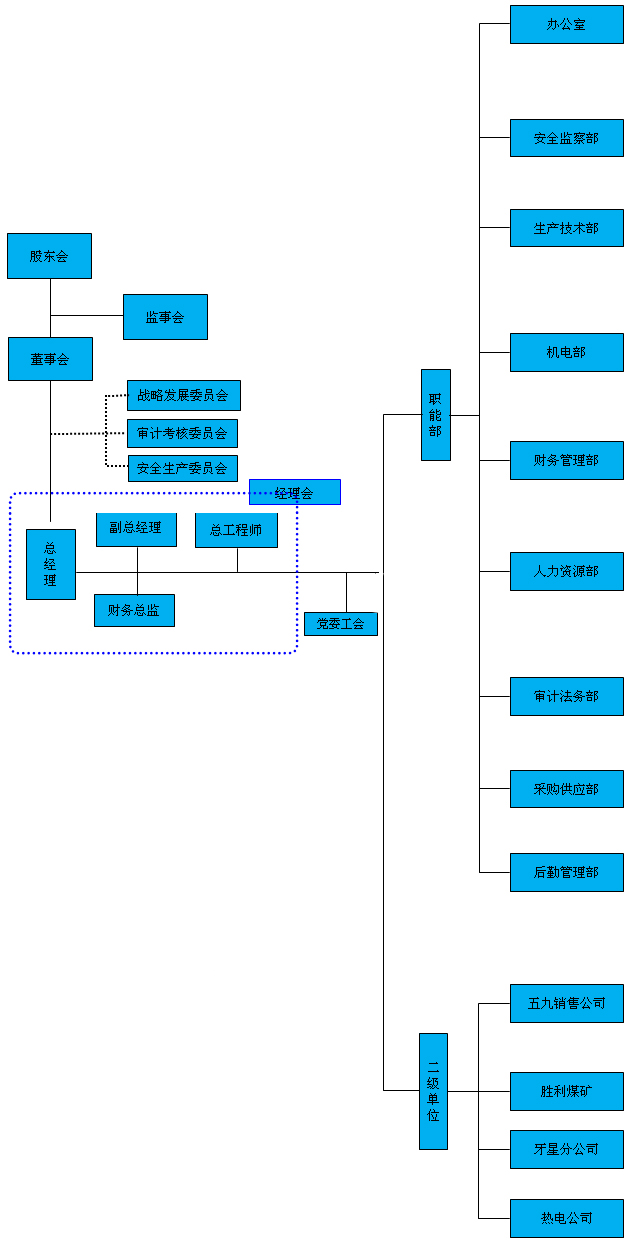 股东会
监事会
董事会
战略发展委员会
审计考核委员会
安全生产委员会
经理会
总经理
副总经理
总工程师
财务总监
党委工会
职能部
办公室
安全监察部
生产技术部
机电部
财务管理部
人力资源部
审计法务部
采购供应部
后勤管理部
二级单位
五九销售公司
胜利煤矿
牙星分公司
热电公司